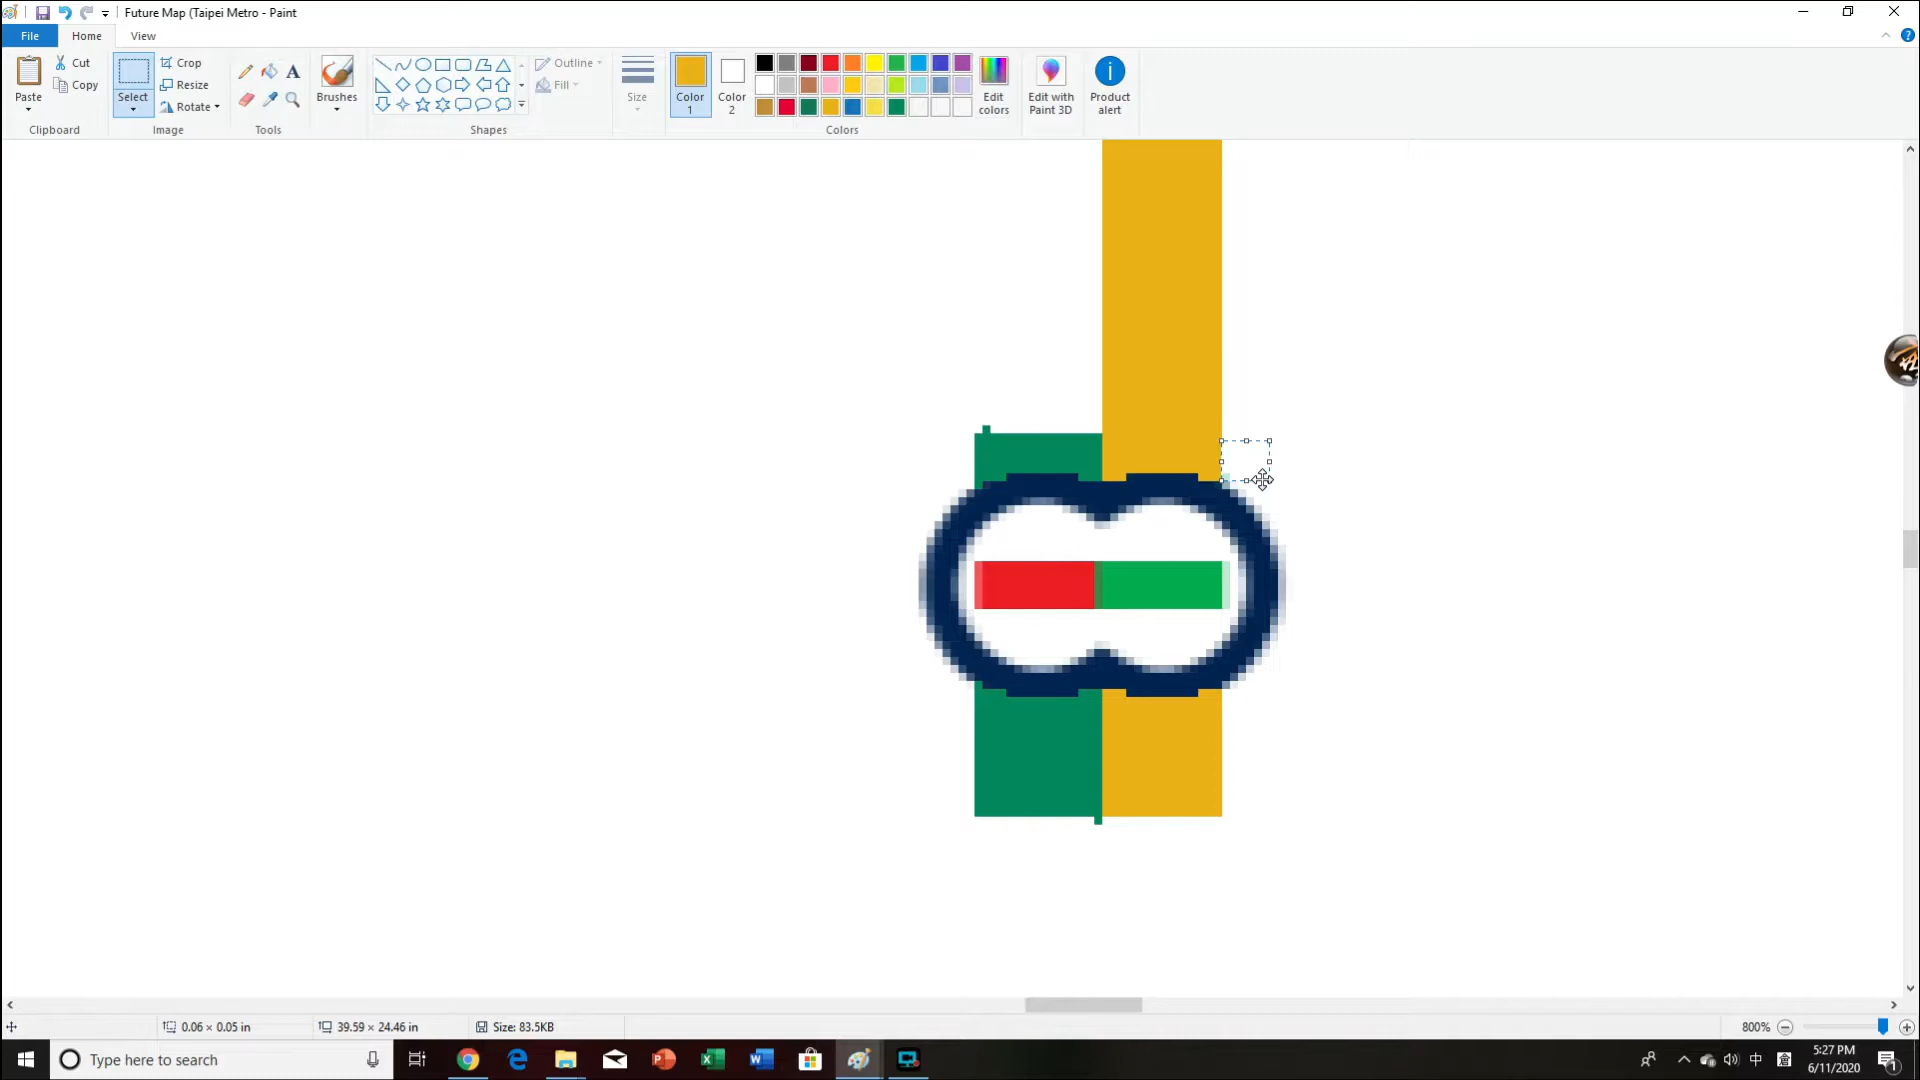 Future Map (Taipei Metro - Paint
File Home View
Paste
Cut
Copy
Clipboard
Select
Crop
Resize
Rotate
Image
A
Tools
Brushes
Shapes
Outline
Fill
Size
Color 1
Color 2
Colors
Edit colors
Edit with Paint 3D
Product alert
0.06 × 0.05 in
39.59 × 24.46 in
Size: 83.5KB
800%
Type here to search
中
5:27 PM
6/11/2020
1